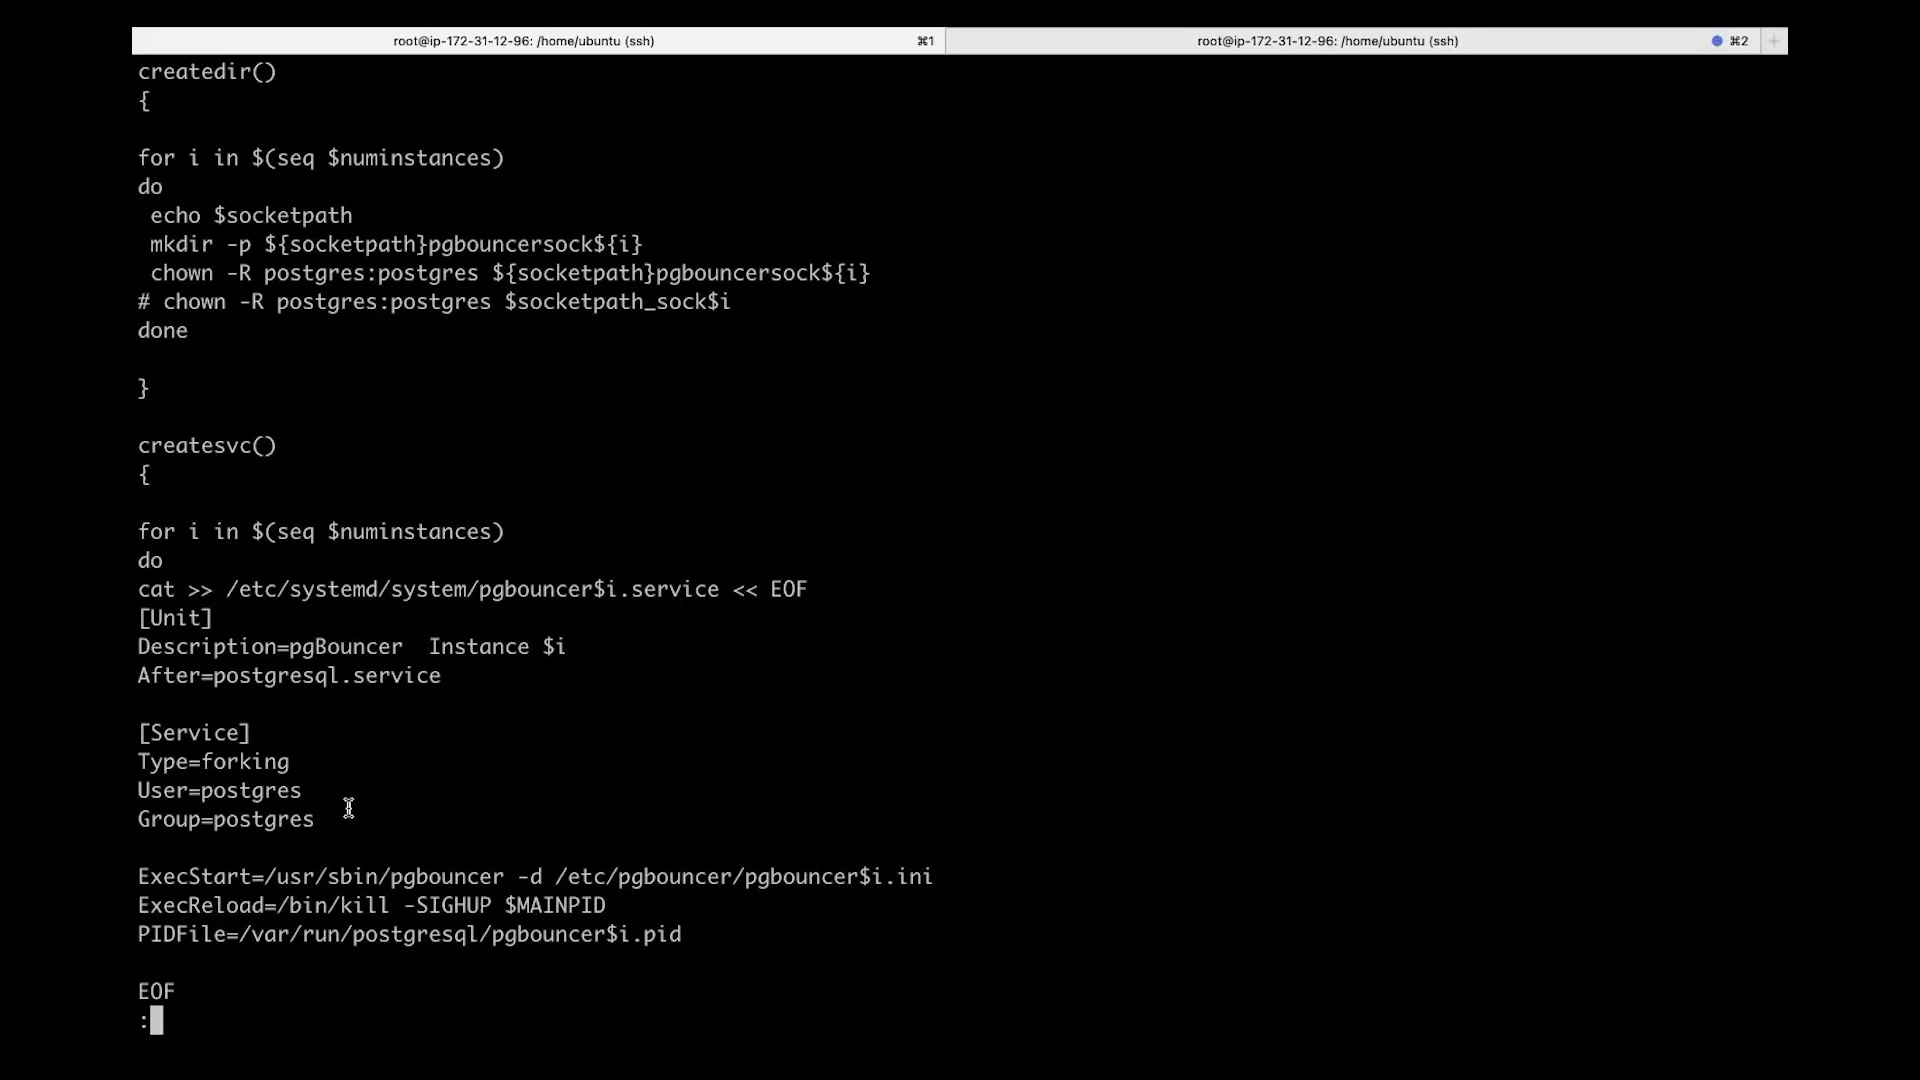 root@ip-172-31-12-96: /home/ubuntu (ssh) ⌘1 root@ip-172-31-12-96: /home/ubuntu (ssh) ⌘2 +
createdir()
{
for i in $(seq $numinstances)
do
echo $socketpath
mkdir -p ${socketpath}pgbouncersock${i}
chown -R postgres:postgres ${socketpath}pgbouncersock${i}
# chown -R postgres:postgres $socketpath_sock$i
done
}
createsvc()
{
for i in $(seq $numinstances)
do
cat >> /etc/systemd/system/pgbouncer$i.service << EOF
[Unit]
Description=pgBouncer  Instance $i
After=postgresql.service
[Service]
Type=forking
User=postgres
Group=postgres
ExecStart=/usr/sbin/pgbouncer -d /etc/pgbouncer/pgbouncer$i.ini
ExecReload=/bin/kill -SIGHUP $MAINPID
PIDFile=/var/run/postgresql/pgbouncer$i.pid
EOF
: